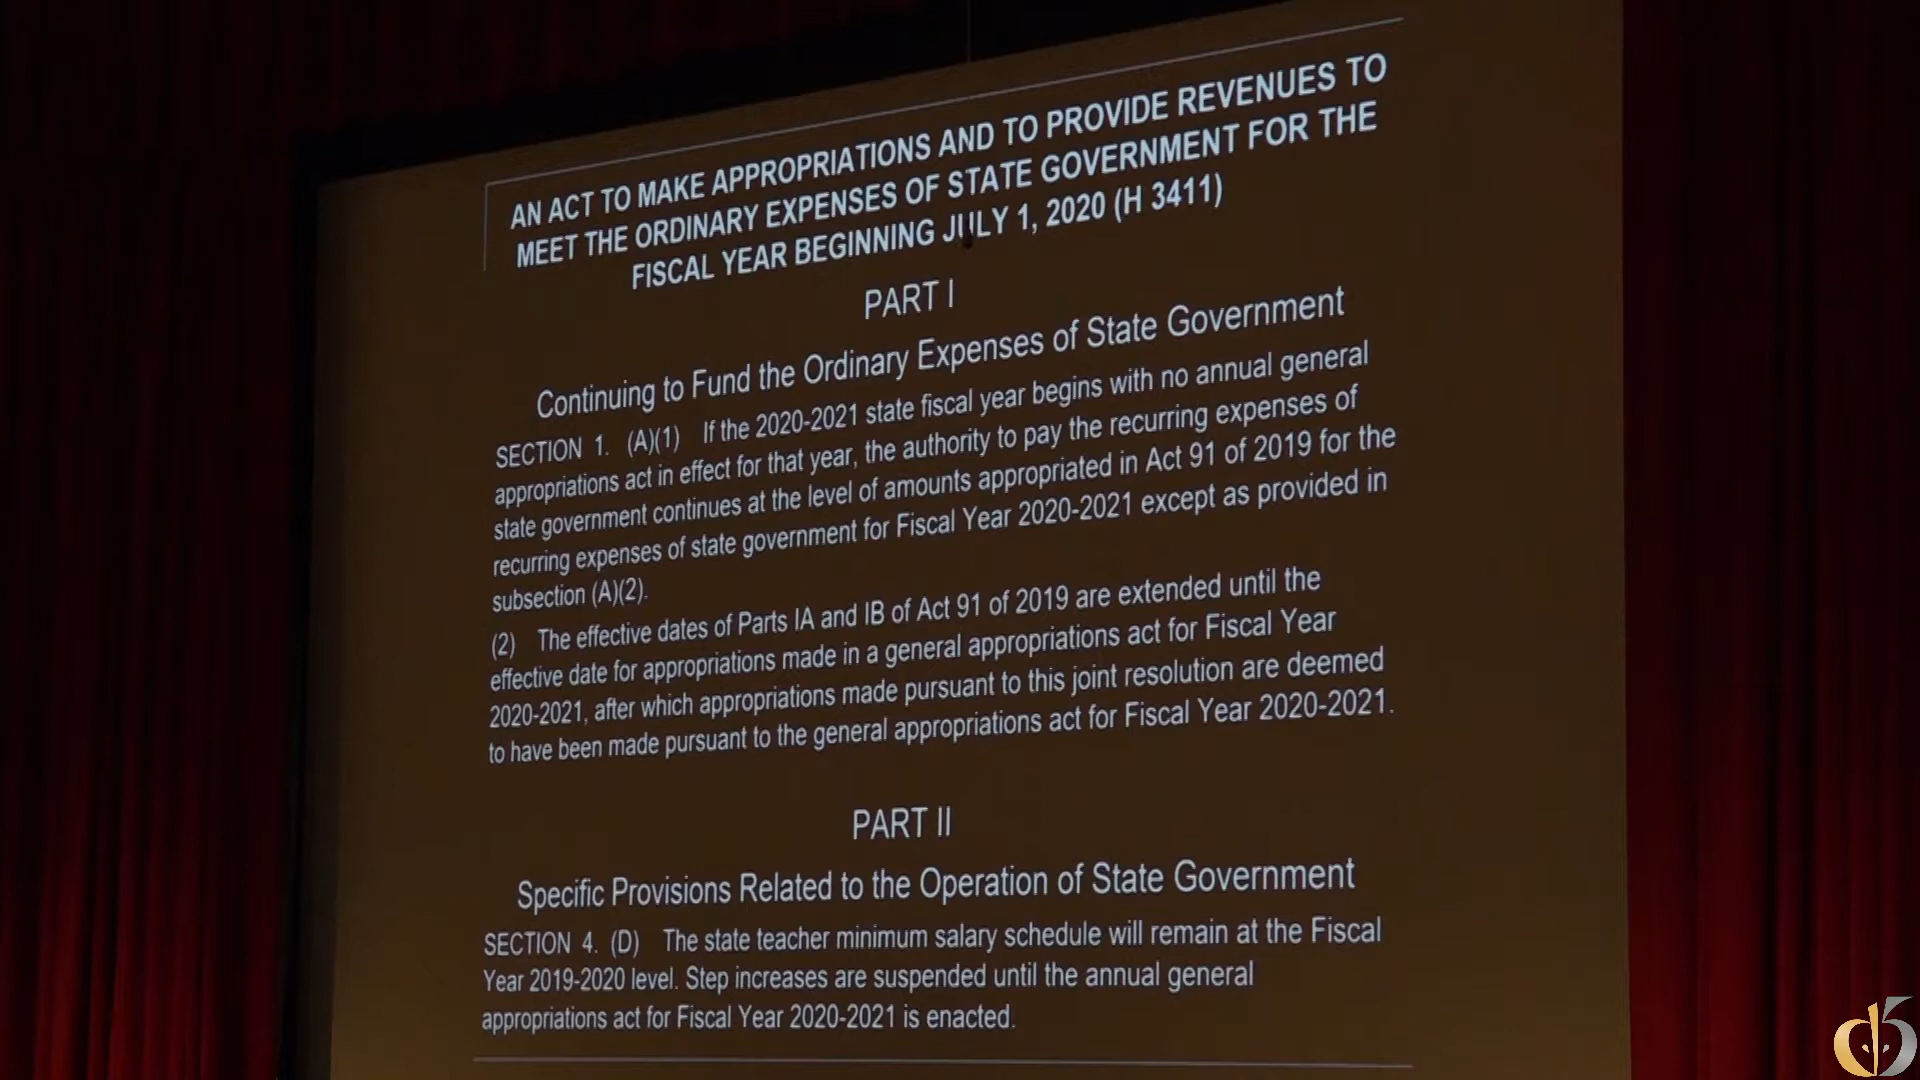 AN ACT TO MAKE APPROPRIATIONS AND TO PROVIDE REVENUES TO
MEET THE ORDINARY EXPENSES OF STATE GOVERNMENT FOR THE
FISCAL YEAR BEGINNING JULY 1, 2020 (H 3411)
PART I
Continuing to Fund the Ordinary Expenses of State Government
SECTION 1. (A)(1) If the 2020-2021 state fiscal year begins with no annual general
appropriations act in effect for that year, the authority to pay the recurring expenses of
state government continues at the level of amounts appropriated in Act 91 of 2019 for the
recurring expenses of state government for Fiscal Year 2020-2021 except as provided in
subsection (A)(2).
(2) The effective dates of Parts IA and IB of Act 91 of 2019 are extended until the
effective date for appropriations made in a general appropriations act for Fiscal Year
2020-2021, after which appropriations made pursuant to this joint resolution are deemed
to have been made pursuant to the general appropriations act for Fiscal Year 2020-2021.
PART II
Specific Provisions Related to the Operation of State Government
SECTION 4. (D) The state teacher minimum salary schedule will remain at the Fiscal
Year 2019-2020 level. Step increases are suspended until the annual general
appropriations act for Fiscal Year 2020-2021 is enacted.